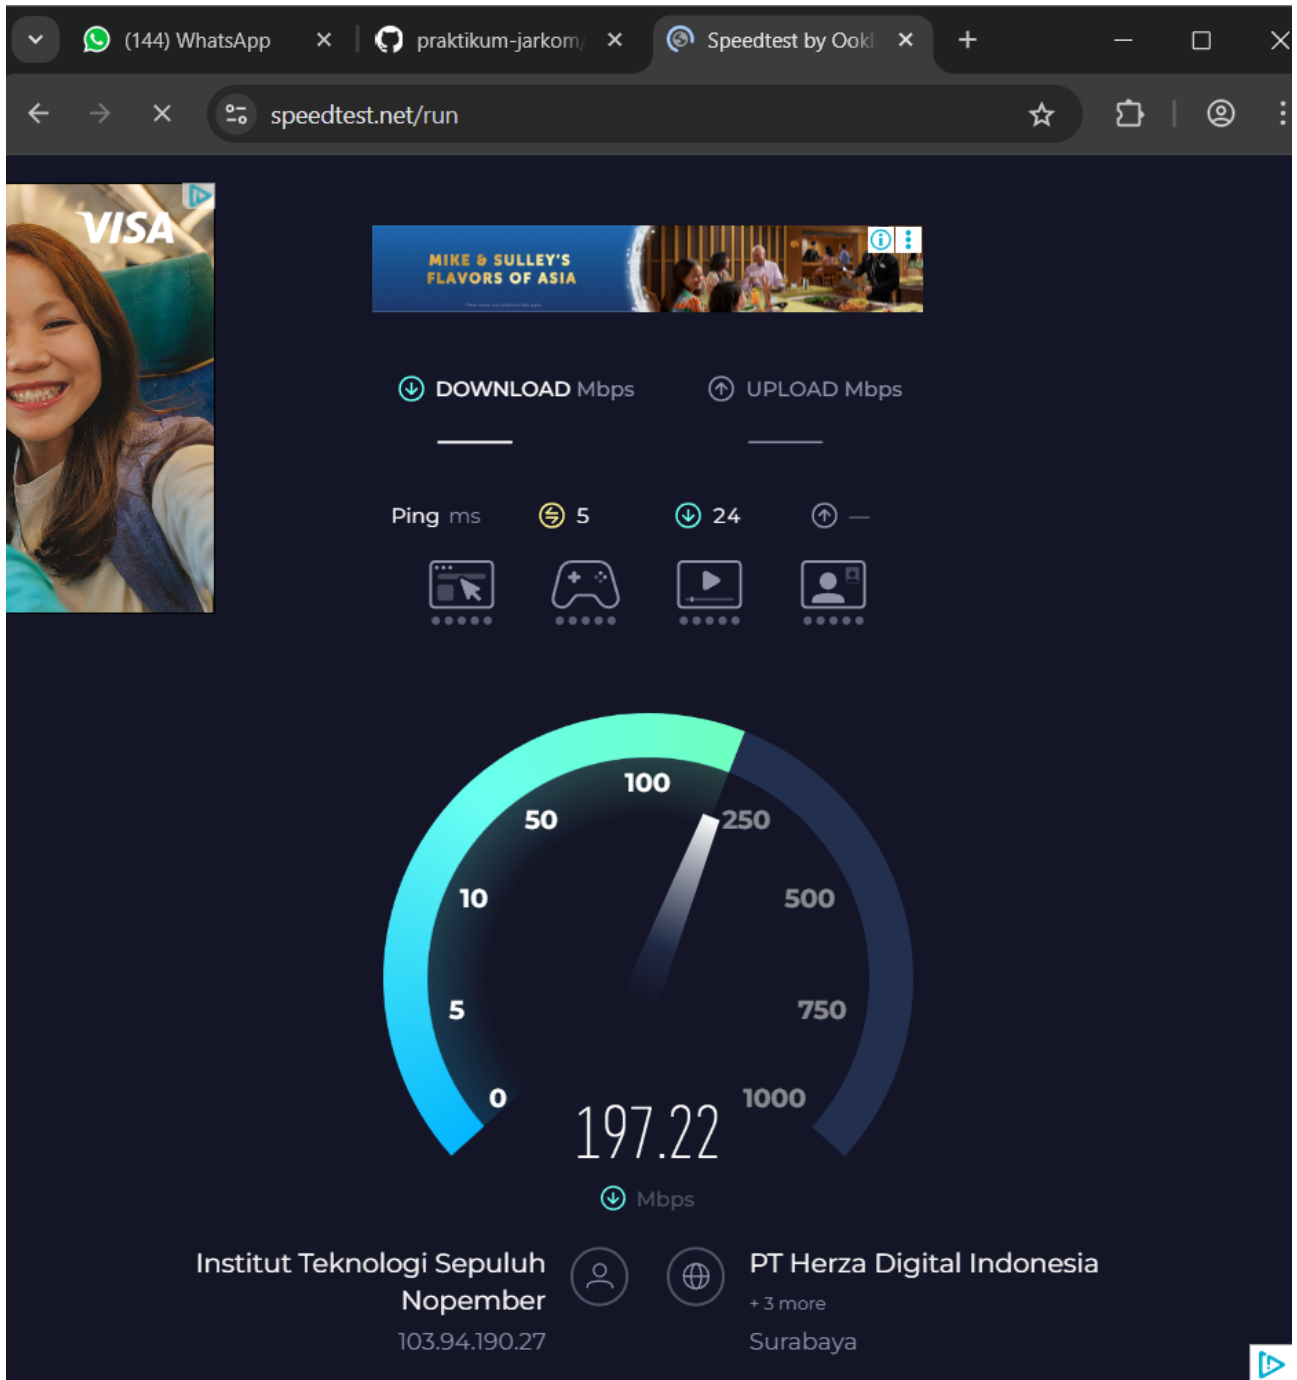 (144) WhatsApp
praktikum-jarkom/
Speedtest by Ookl
speedtest.net/run
VISA
MIKE & SULLEY'S
FLAVORS OF ASIA
DOWNLOAD Mbps
UPLOAD Mbps
Ping ms 5 24 —
100
50
250
10
500
5
750
0
1000
197.22
Mbps
Institut Teknologi Sepuluh
Nopember
103.94.190.27
PT Herza Digital Indonesia
+ 3 more
Surabaya